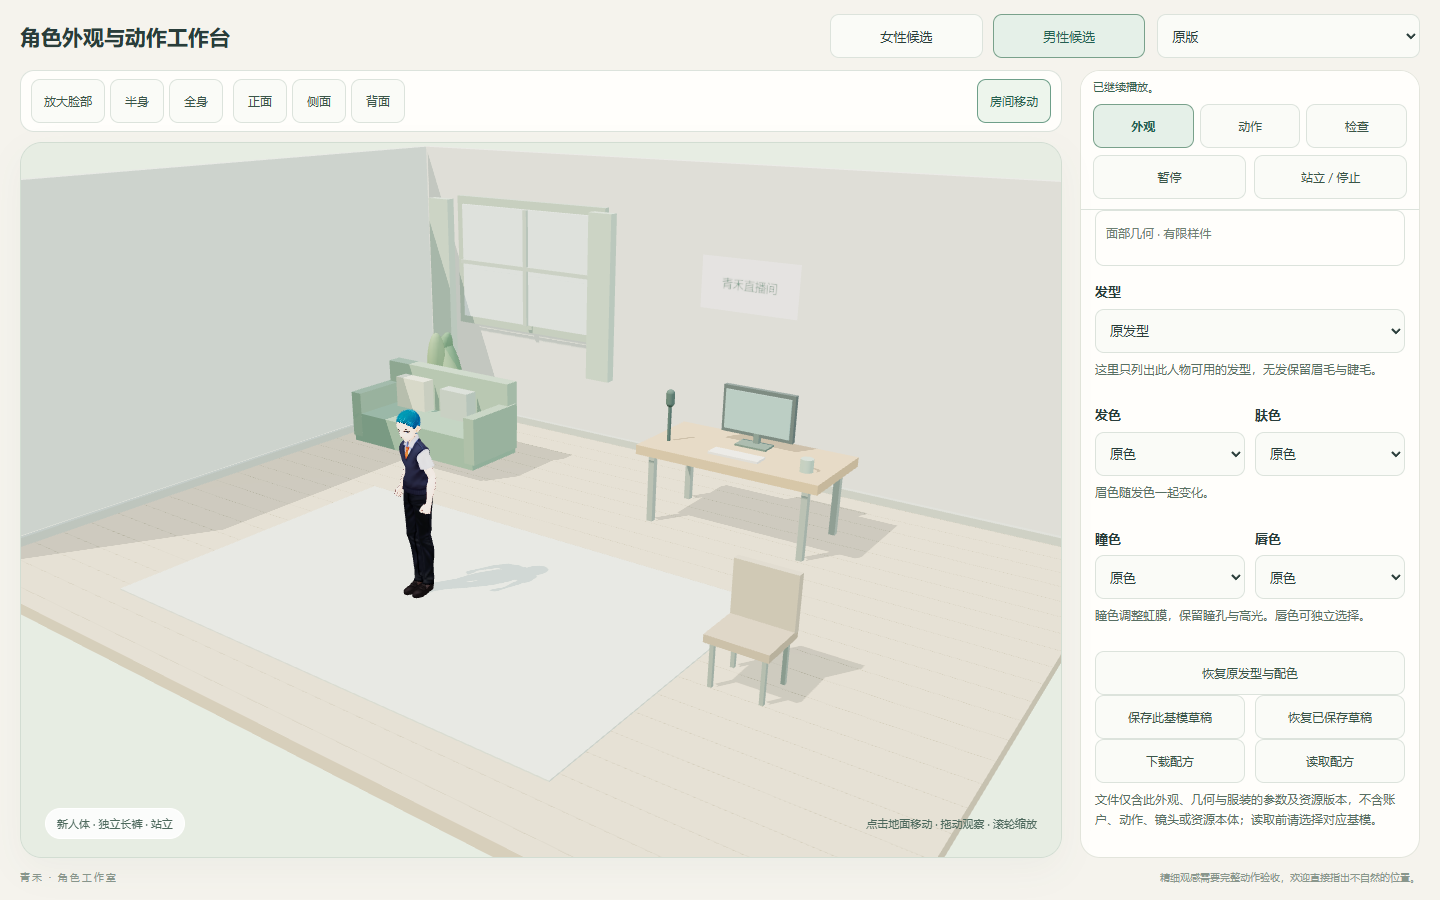 角色外观与动作工作台
女性候选
男性候选
原版
放大脸部
半身
全身
正面
侧面
背面
房间移动
已继续播放。
外观
动作
检查
暂停
站立 / 停止
面部几何 · 有限样件
发型
原发型
这里只列出此人物可用的发型，无发保留眉毛与睫毛。
发色
肤色
原色
原色
眉色随发色一起变化。
瞳色
唇色
原色
原色
瞳色调整虹膜，保留瞳孔与高光。唇色可独立选择。
恢复原发型与配色
保存此基模草稿
恢复已保存草稿
下载配方
读取配方
文件仅含此外观、几何与服装的参数及资源版本，不含账
户、动作、镜头或资源本体；读取前请选择对应基模。
青禾直播间
新人体 · 独立长裤 · 站立
点击地面移动 · 拖动观察 · 滚轮缩放
青禾 · 角色工作室
精细观感需要完整动作验收，欢迎直接指出不自然的位置。